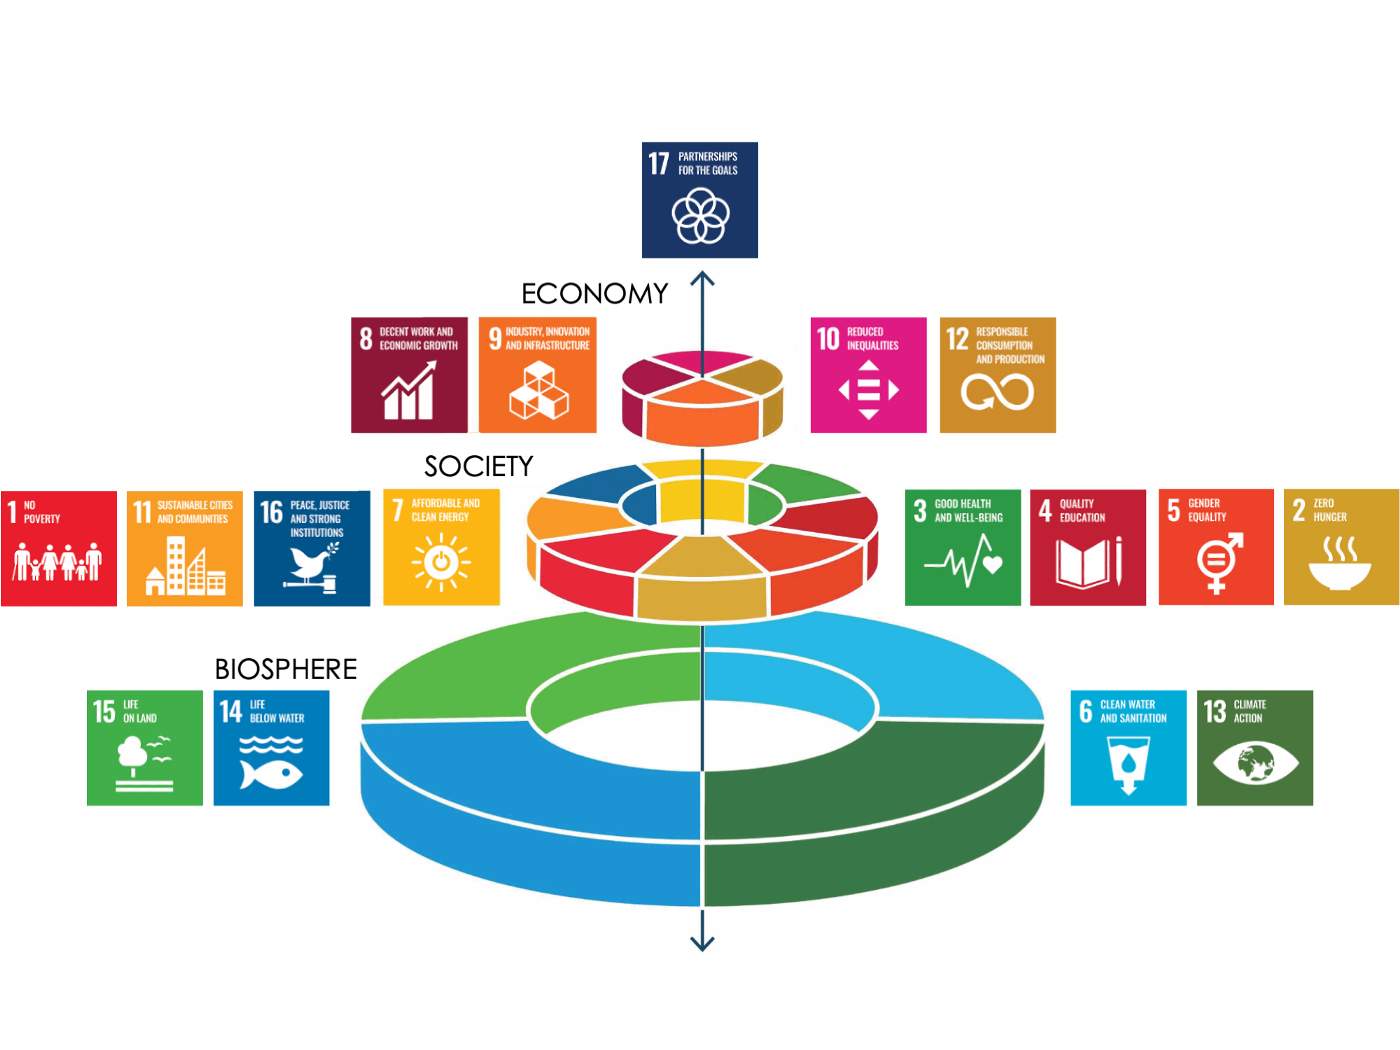 17 PARTNERSHIPS
FOR THE GOALS
ECONOMY
8 DECENT WORK AND
ECONOMIC GROWTH
9 INDUSTRY, INNOVATION
AND INFRASTRUCTURE
10 REDUCED
INEQUALITIES
12 RESPONSIBLE
CONSUMPTION
AND PRODUCTION
SOCIETY
1 NO
POVERTY
11 SUSTAINABLE CITIES
AND COMMUNITIES
16 PEACE, JUSTICE
AND STRONG
INSTITUTIONS
7 AFFORDABLE AND
CLEAN ENERGY
3 GOOD HEALTH
AND WELL-BEING
4 QUALITY
EDUCATION
5 GENDER
EQUALITY
2 ZERO
HUNGER
BIOSPHERE
15 LIFE
ON LAND
14 LIFE
BELOW WATER
6 CLEAN WATER
AND SANITATION
13 CLIMATE
ACTION